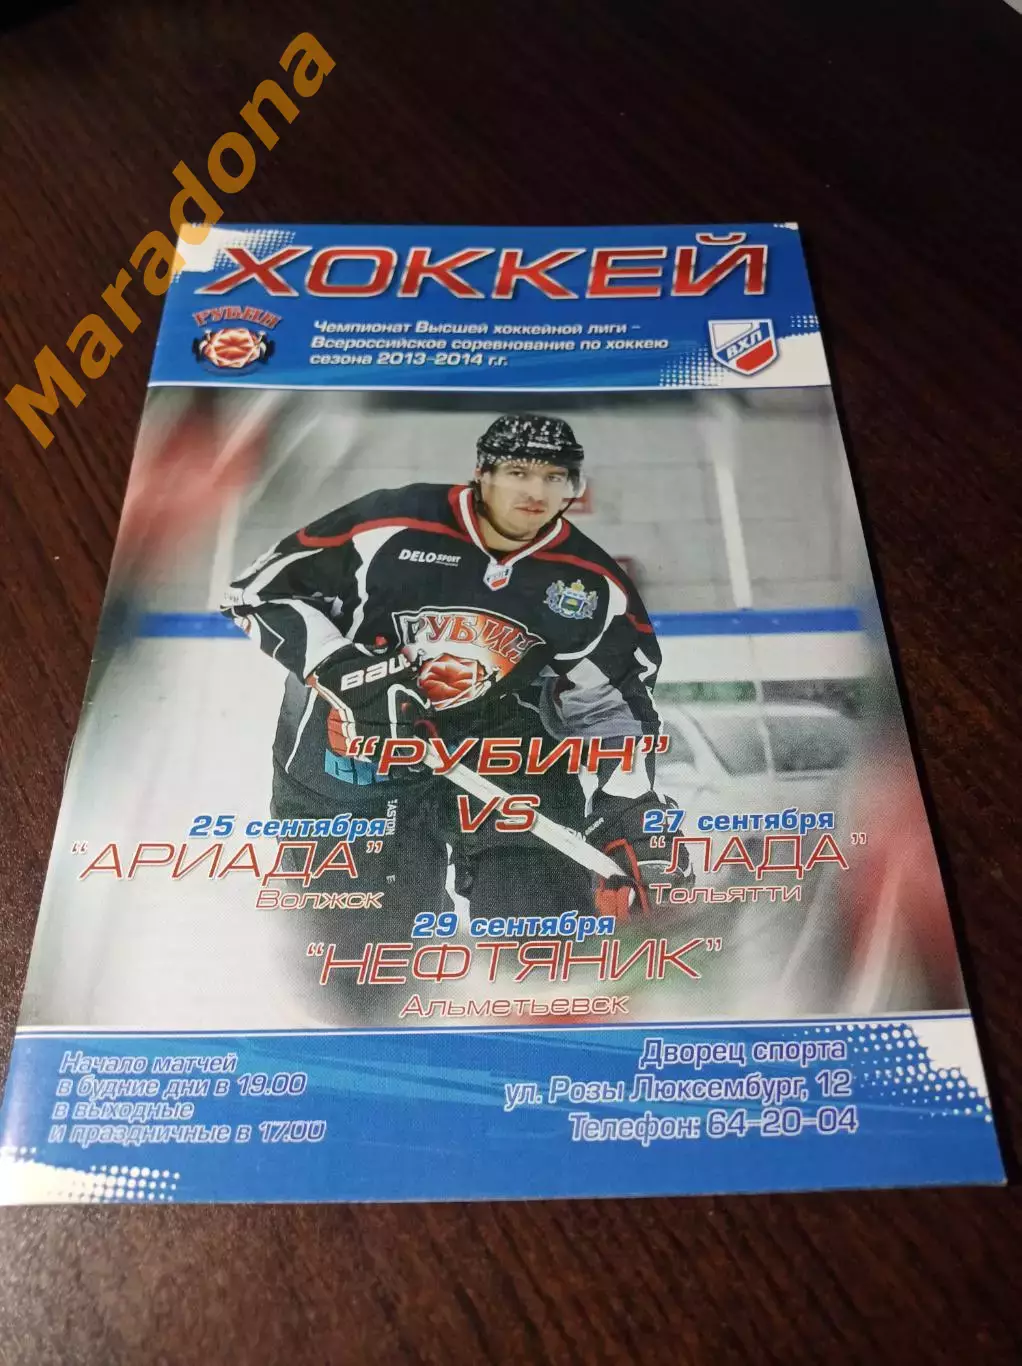 Maradona
ХОККЕЙ
РУБИН
Чемпионат Высшей хоккейной лиги –
Всероссийское соревнование по хоккею
сезона 2013-2014 г.г.
ВХЛ
DELO SPORT
РУБИН
BAU
EASTON
"РУБИН"
VS
25 сентября
"АРИАДА"
Волжск
27 сентября
"ЛАДА"
Тольятти
29 сентября
"НЕФТЯНИК"
Альметьевск
Начало матчей
в будние дни в 19.00
в выходные
и праздничные в 17.00
Дворец спорта
ул. Розы Люксембург, 12
Телефон: 64-20-04